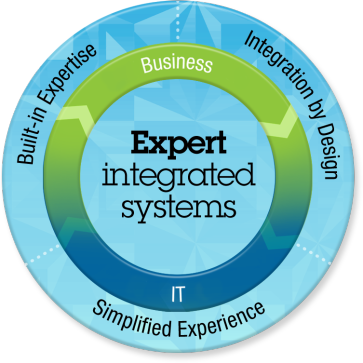 Built-in Expertise
Integration by Design
Business
Expert
integrated
systems
IT
Simplified Experience